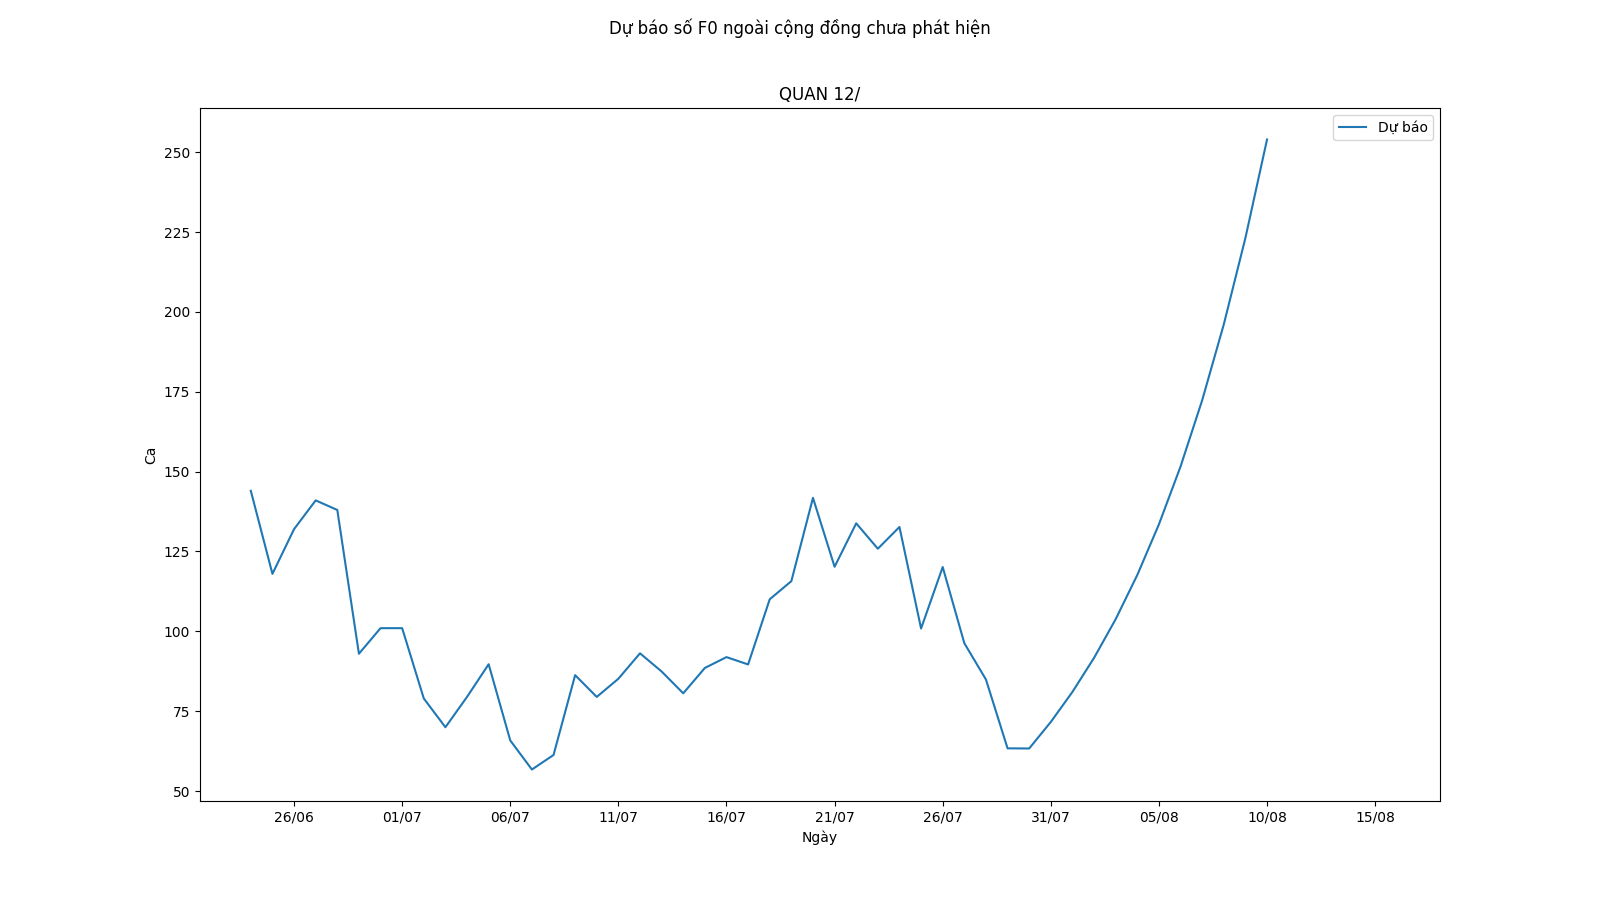 Dự báo số F0 ngoài cộng đồng chưa phát hiện
QUAN 12/
Dự báo
250
225
200
175
150
125
100
75
50
Ca
26/06 01/07 06/07 11/07 16/07 21/07 26/07 31/07 05/08 10/08 15/08
Ngày